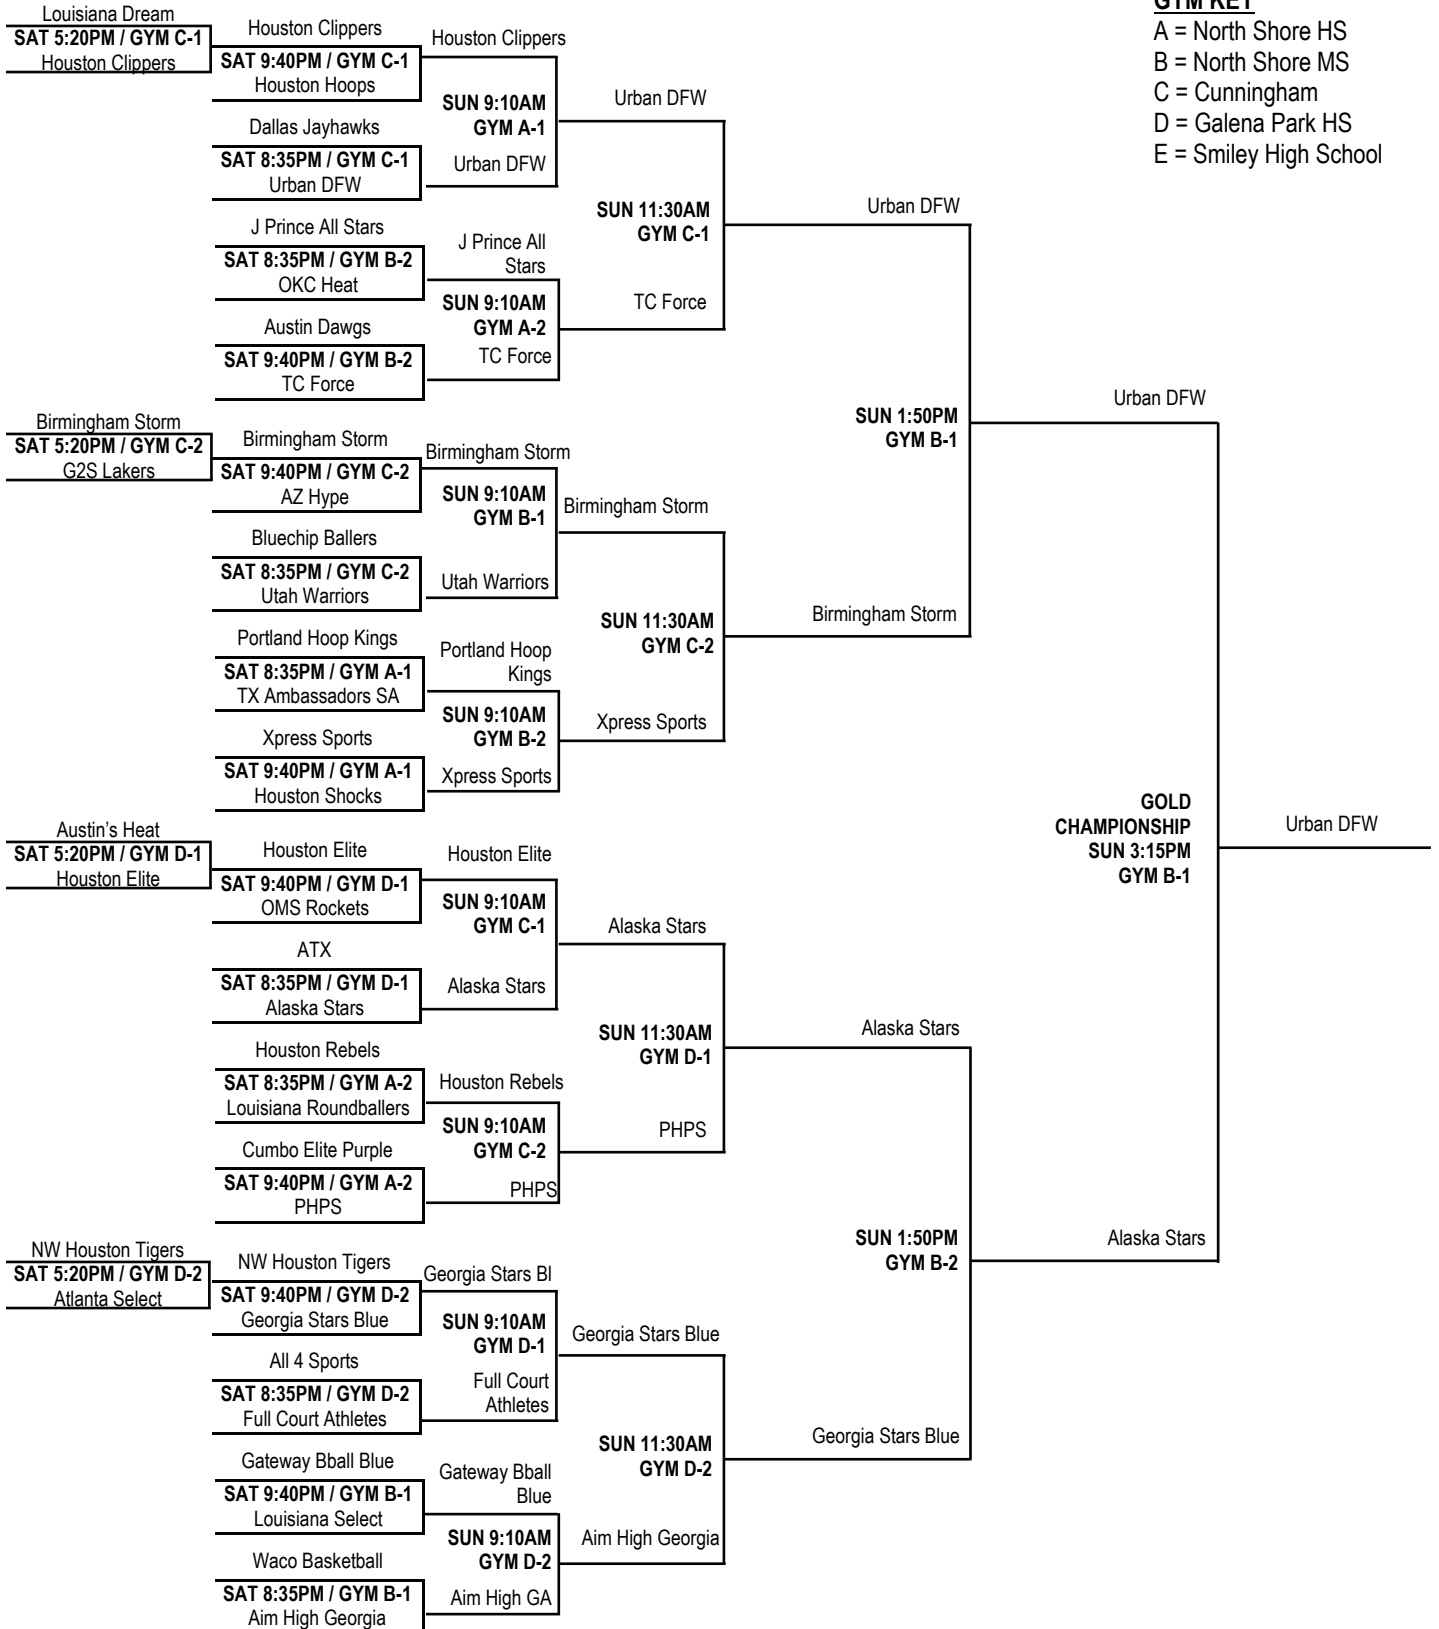 GYM KEY
A = North Shore HS
B = North Shore MS
C = Cunningham
D = Galena Park HS
E = Smiley High School
Louisiana Dream
SAT 5:20PM / GYM C-1
Houston Clippers
Birmingham Storm
SAT 5:20PM / GYM C-2
G2S Lakers
Austin's Heat
SAT 5:20PM / GYM D-1
Houston Elite
NW Houston Tigers
SAT 5:20PM / GYM D-2
Atlanta Select
Houston Clippers
SAT 9:40PM / GYM C-1
Houston Hoops
Dallas Jayhawks
SAT 8:35PM / GYM C-1
Urban DFW
J Prince All Stars
SAT 8:35PM / GYM B-2
OKC Heat
Austin Dawgs
SAT 9:40PM / GYM B-2
TC Force
Birmingham Storm
SAT 9:40PM / GYM C-2
AZ Hype
Bluechip Ballers
SAT 8:35PM / GYM C-2
Utah Warriors
Portland Hoop Kings
SAT 8:35PM / GYM A-1
TX Ambassadors SA
Xpress Sports
SAT 9:40PM / GYM A-1
Houston Shocks
Houston Elite
SAT 9:40PM / GYM D-1
OMS Rockets
ATX
SAT 8:35PM / GYM D-1
Alaska Stars
Houston Rebels
SAT 8:35PM / GYM A-2
Louisiana Roundballers
Cumbo Elite Purple
SAT 9:40PM / GYM A-2
PHPS
NW Houston Tigers
SAT 9:40PM / GYM D-2
Georgia Stars Blue
All 4 Sports
SAT 8:35PM / GYM D-2
Full Court Athletes
Gateway Bball Blue
SAT 9:40PM / GYM B-1
Louisiana Select
Waco Basketball
SAT 8:35PM / GYM B-1
Aim High Georgia
Houston Clippers
SUN 9:10AM
GYM A-1
Urban DFW
J Prince All
Stars
SUN 9:10AM
GYM A-2
TC Force
Birmingham Storm
SUN 9:10AM
GYM B-1
Utah Warriors
Portland Hoop
Kings
SUN 9:10AM
GYM B-2
Xpress Sports
Houston Elite
SUN 9:10AM
GYM C-1
Alaska Stars
Houston Rebels
SUN 9:10AM
GYM C-2
PHPS
Georgia Stars Bl
SUN 9:10AM
GYM D-1
Full Court
Athletes
Gateway Bball
Blue
SUN 9:10AM
GYM D-2
Aim High GA
Urban DFW
SUN 11:30AM
GYM C-1
TC Force
Birmingham Storm
SUN 11:30AM
GYM C-2
Xpress Sports
Alaska Stars
SUN 11:30AM
GYM D-1
PHPS
Georgia Stars Blue
SUN 11:30AM
GYM D-2
Aim High Georgia
Urban DFW
SUN 1:50PM
GYM B-1
Birmingham Storm
Alaska Stars
SUN 1:50PM
GYM B-2
Georgia Stars Blue
Urban DFW
GOLD
CHAMPIONSHIP
SUN 3:15PM
GYM B-1
Alaska Stars
Urban DFW